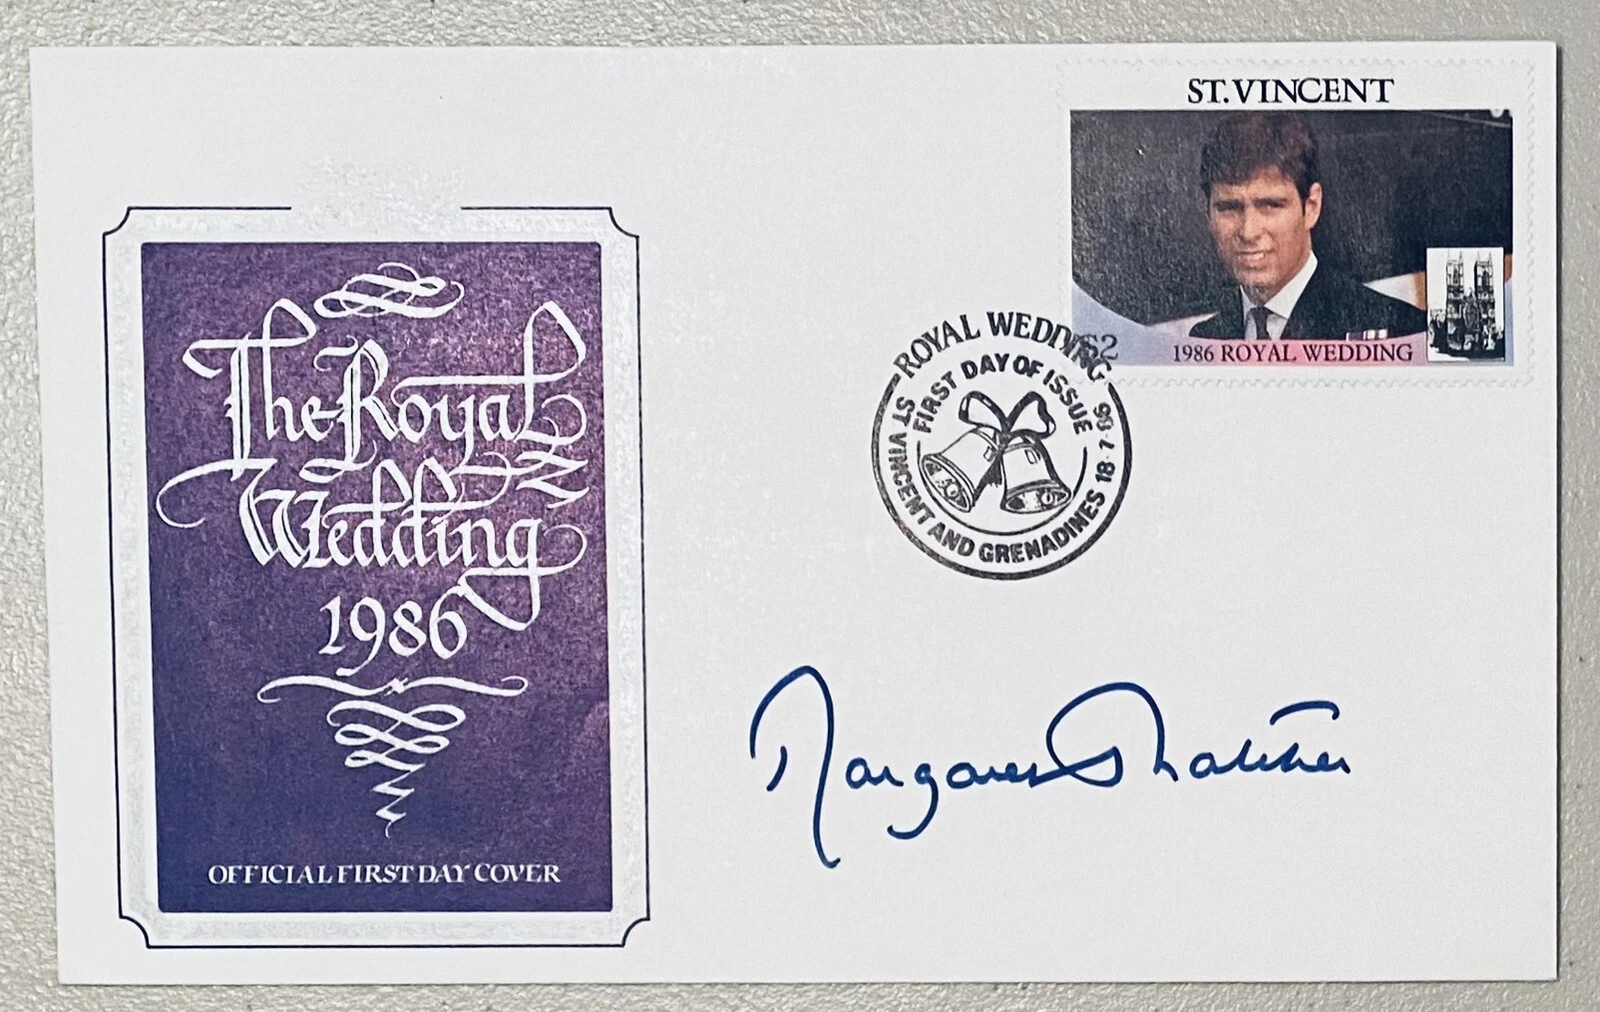 ST. VINCENT
$2
1986 ROYAL WEDDING
ROYAL WEDDING
FIRST DAY OF ISSUE
ST VINCENT AND GRENADINES 18·7·86
The Royal
Wedding
1986
OFFICIAL FIRST DAY COVER
Margaret Thatcher